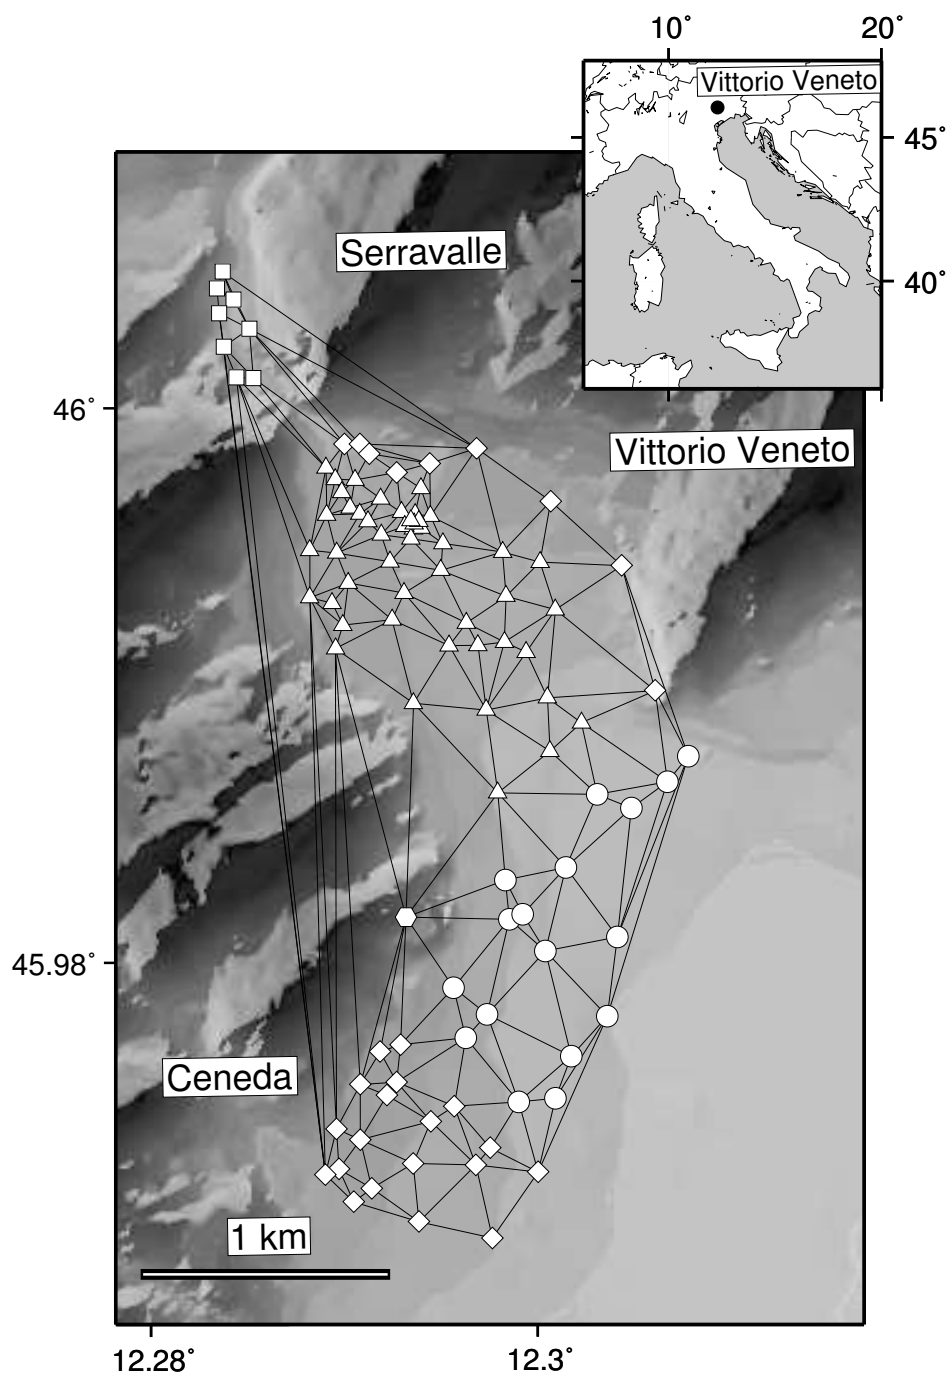 10° 20°
Vittorio Veneto
45°
Serravalle
40°
46°
Vittorio Veneto
45.98°
Ceneda
1 km
12.28° 12.3°